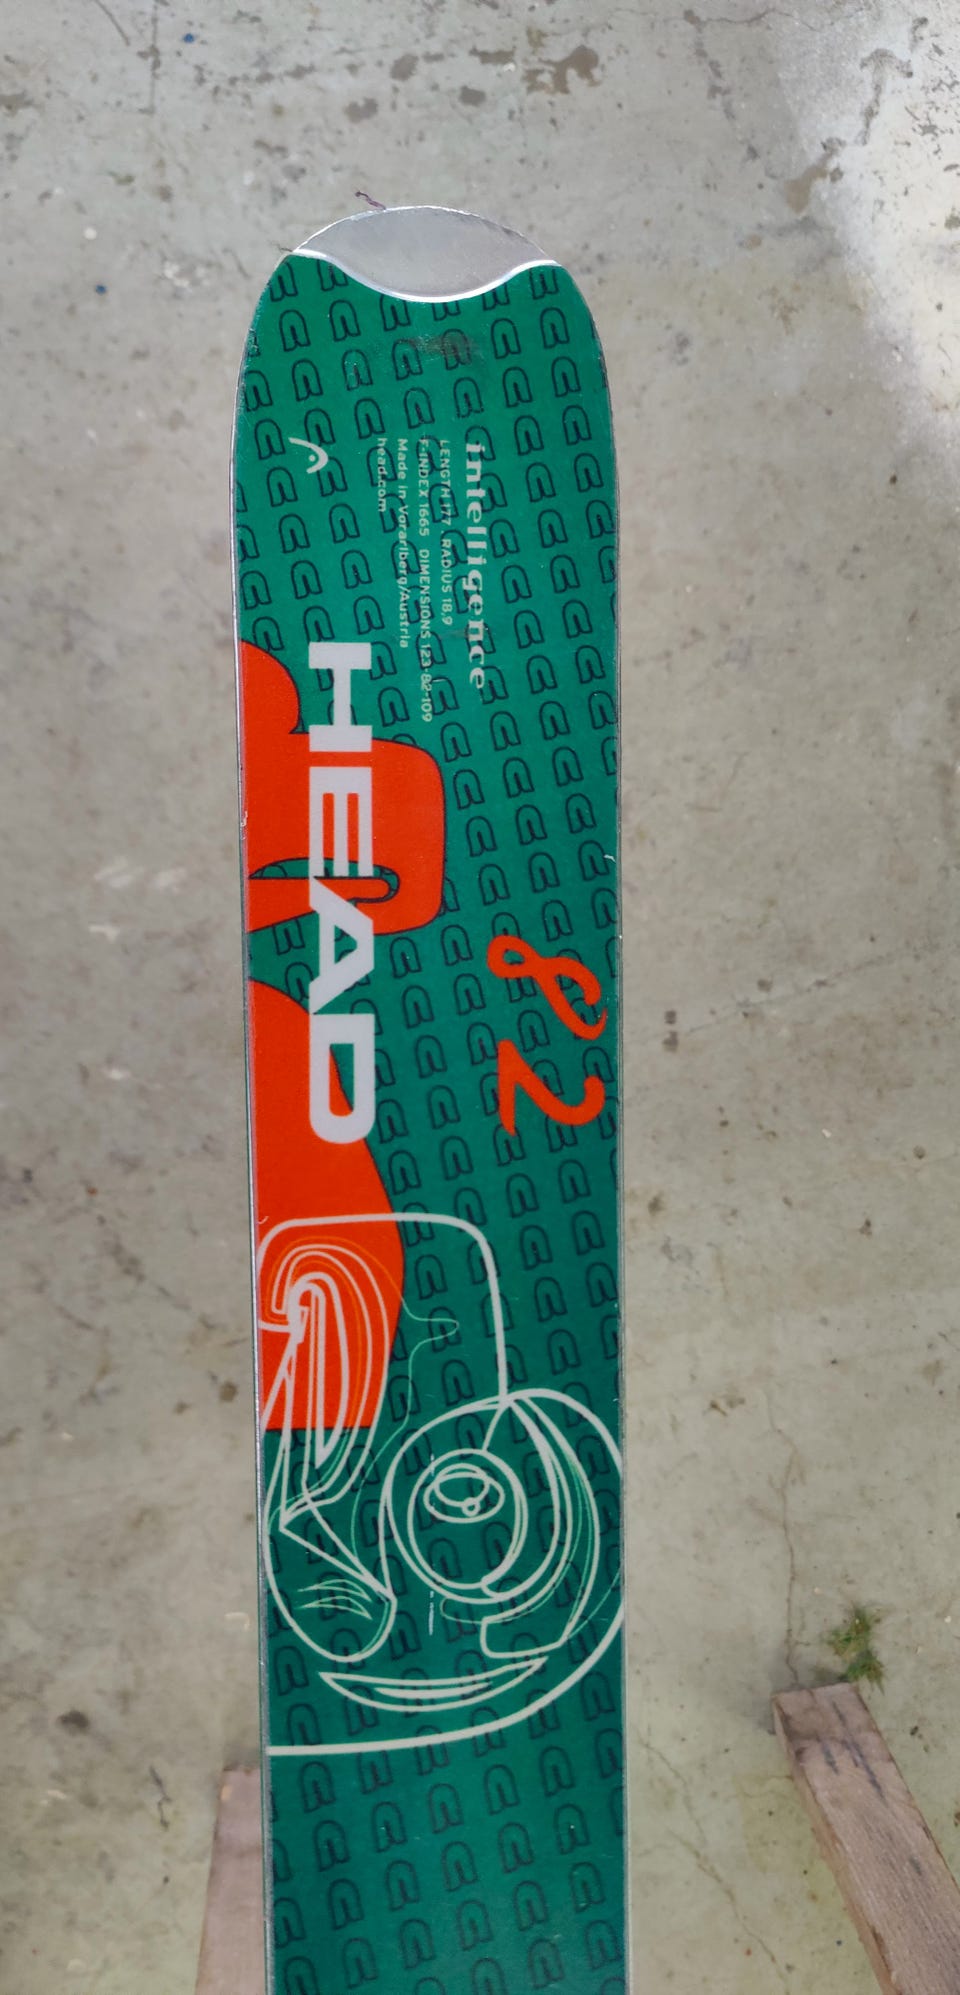 intelligence
LENGTH 177 . RADIUS 18,9
F-INDEX 1665 DIMENSIONS 123-82-109
Made in Vorarlberg/Austria
head.com
HEAD
82